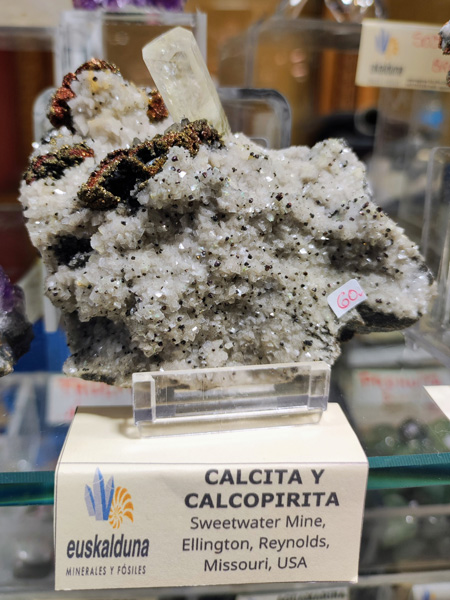 60.
CALCITA Y
CALCOPIRITA
Sweetwater Mine,
Ellington, Reynolds,
Missouri, USA
euskalduna
MINERALES Y FÓSILES